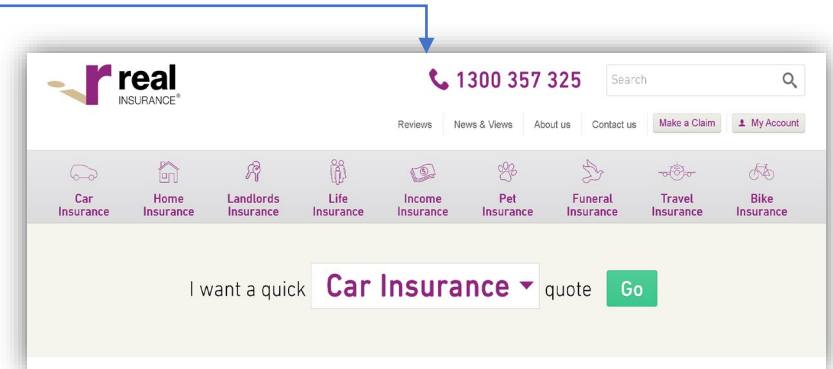 real
INSURANCE®
1300 357 325
Search
Reviews News & Views About us Contact us Make a Claim My Account
Car Insurance
Home Insurance
Landlords Insurance
Life Insurance
Income Insurance
Pet Insurance
Funeral Insurance
Travel Insurance
Bike Insurance
I want a quick Car Insurance quote Go